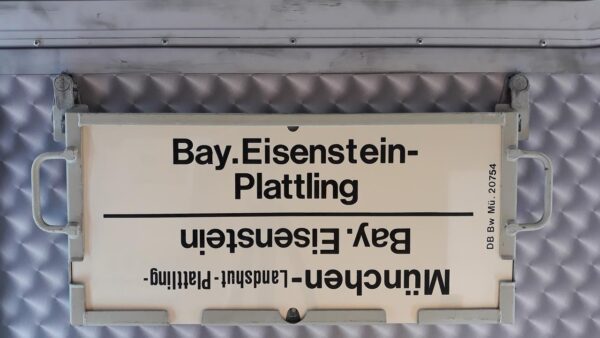 Bay.Eisenstein-
Plattling
München-Landshut-Plattling-
Bay. Eisenstein
DB Bw Mü. 20754